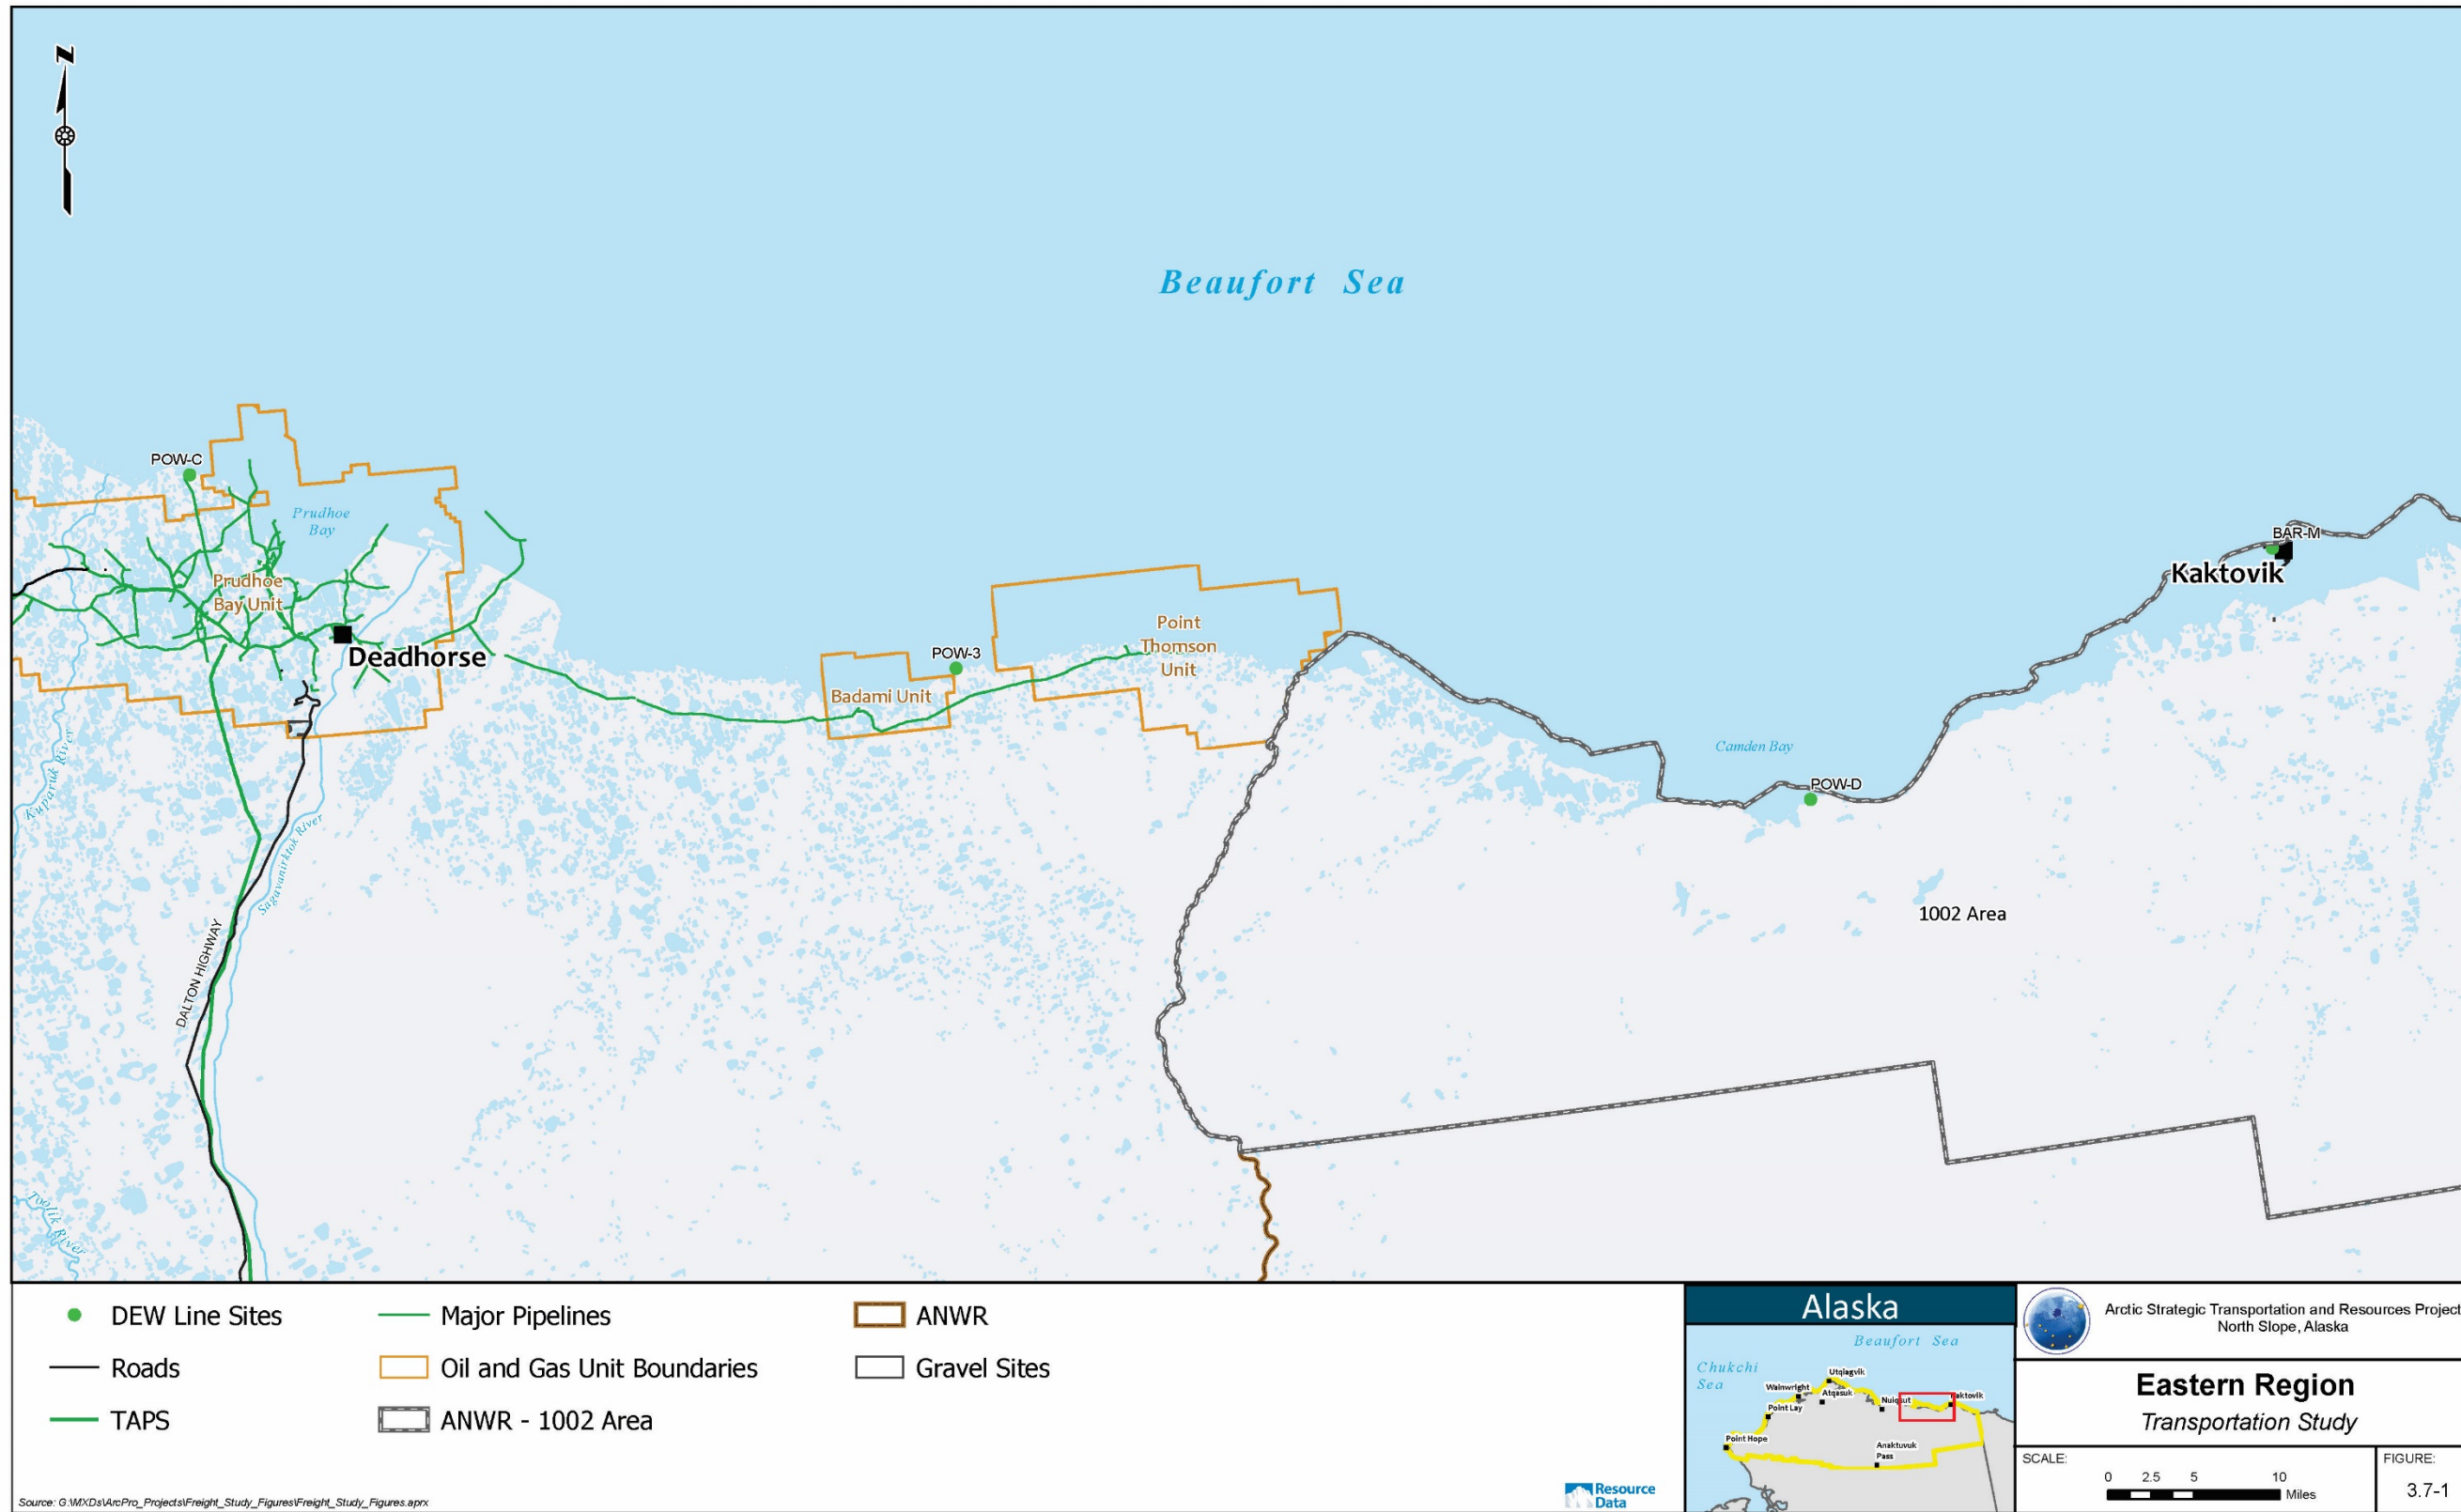 N
Beaufort Sea
POW-C
Prudhoe
Bay
Prudhoe
Bay Unit
Deadhorse
POW-3
Badami Unit
Point
Thomson
Unit
BAR-M
Kaktovik
Camden Bay
POW-D
1002 Area
Kuparuk River
Sagavanirktok River
DALTON HIGHWAY
Toolik River
DEW Line Sites
Roads
TAPS
Major Pipelines
Oil and Gas Unit Boundaries
ANWR - 1002 Area
ANWR
Gravel Sites
Source: G:\MXDs\ArcPro_Projects\Freight_Study_Figures\Freight_Study_Figures.aprx
Resource
Data
Alaska
Beaufort Sea
Chukchi
Sea
Utqiagvik
Wainwright
Atqasuk
Point Lay
Nuiqsut
Kaktovik
Point Hope
Anaktuvuk
Pass
Arctic Strategic Transportation and Resources Project
North Slope, Alaska
Eastern Region
Transportation Study
SCALE:
0 2.5 5 10
Miles
FIGURE:
3.7-1